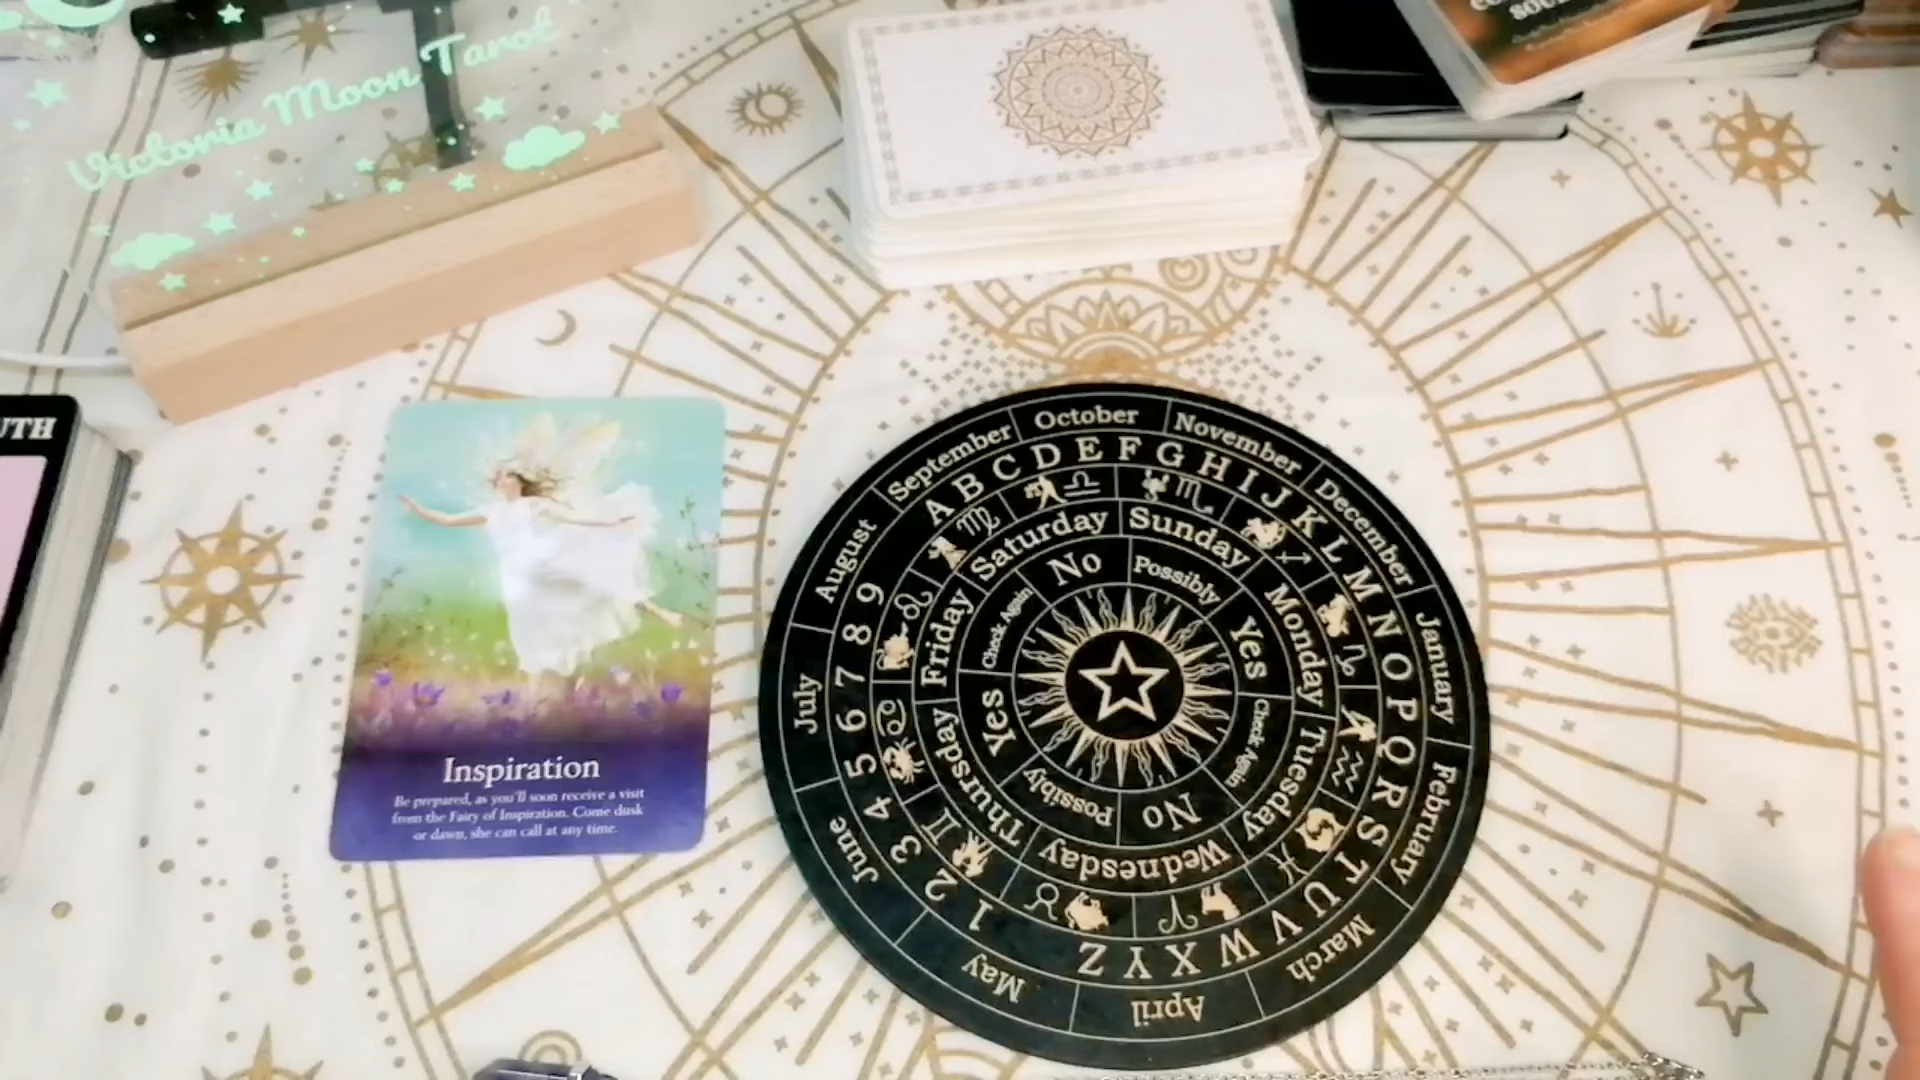 Victoria Moon Tarot
UTH
Inspiration
Be prepared, as you'll soon receive a visit
from the Fairy of Inspiration. Come dusk
or dawn, she can call at any time.
September October November December January February March April May June July August
A B C D E F G H I J K L M N O P Q R S T U V W X Y Z 1 2 3 4 5 6 7 8 9
Saturday Sunday Monday Tuesday Wednesday Thursday Friday
No Possibly Yes Check Again No Possibly Yes Check Again